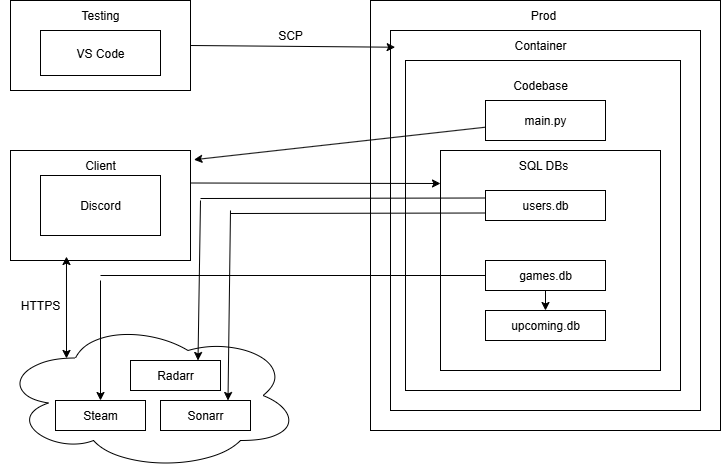 Testing
VS Code
SCP
Prod
Container
Codebase
main.py
Client
Discord
SQL DBs
users.db
games.db
upcoming.db
HTTPS
Radarr
Steam
Sonarr